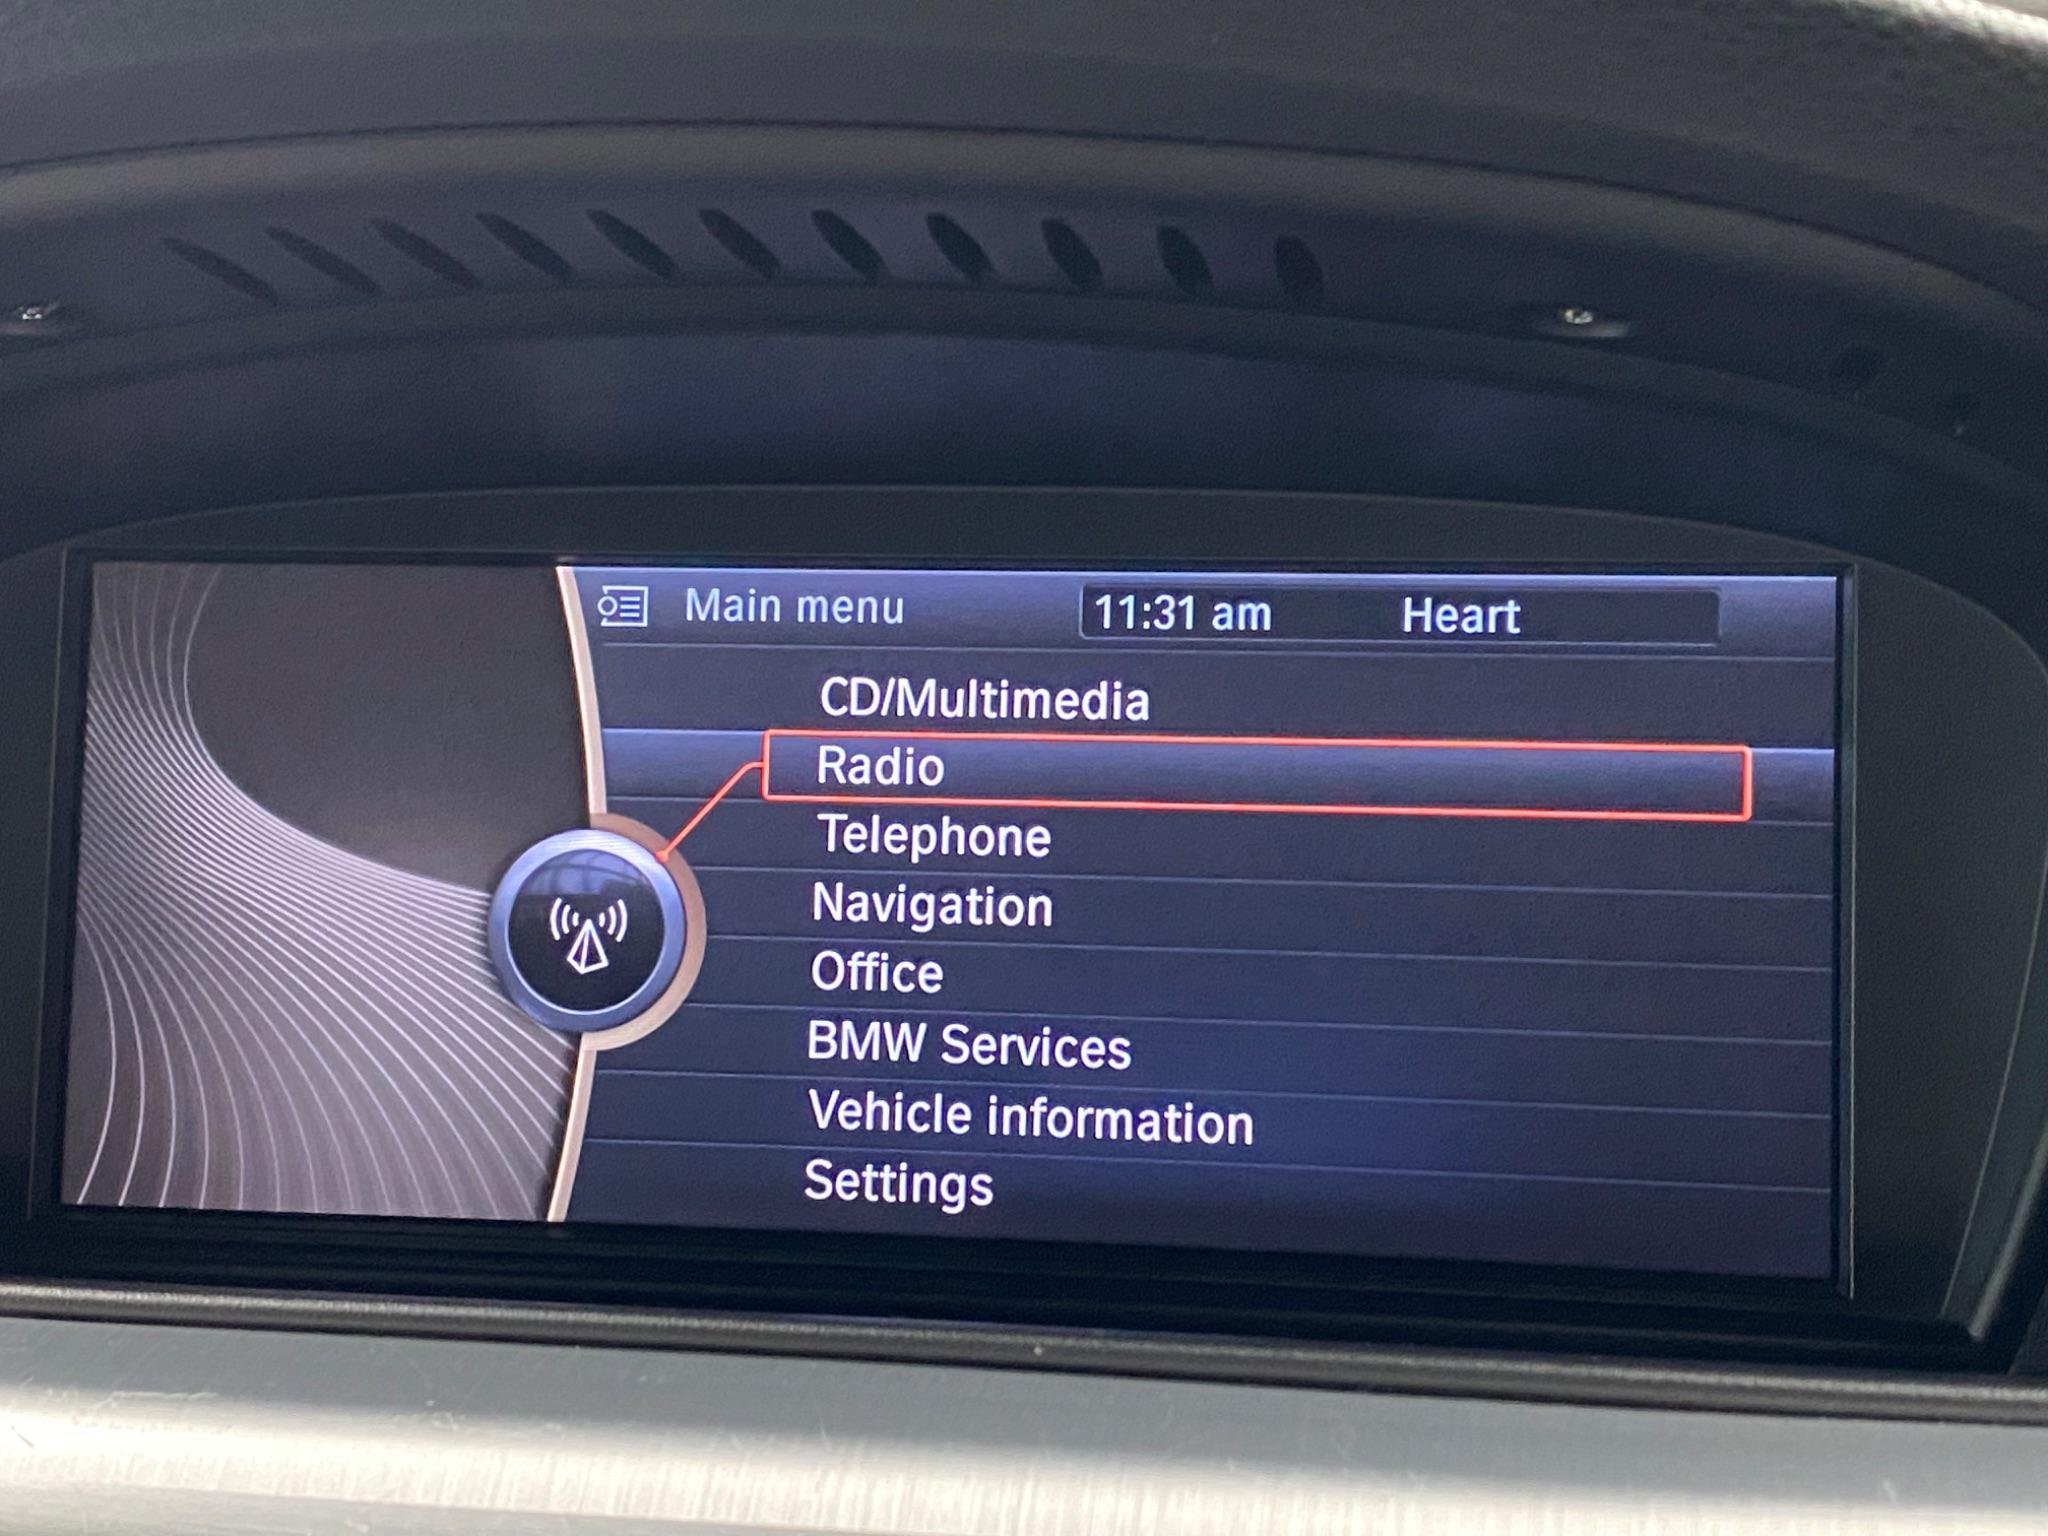 Main menu 11:31 am Heart
CD/Multimedia
Radio
Telephone
Navigation
Office
BMW Services
Vehicle information
Settings